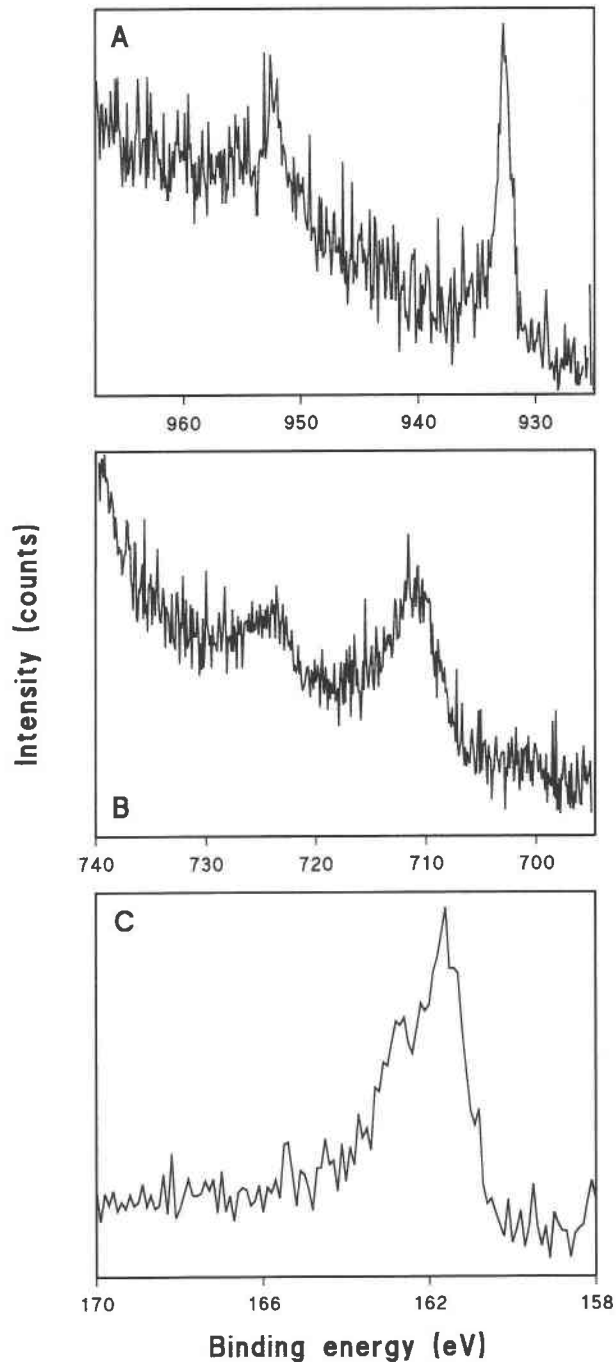 A
960 950 940 930
Intensity (counts)
B
740 730 720 710 700
C
170 166 162 158
Binding energy (eV)